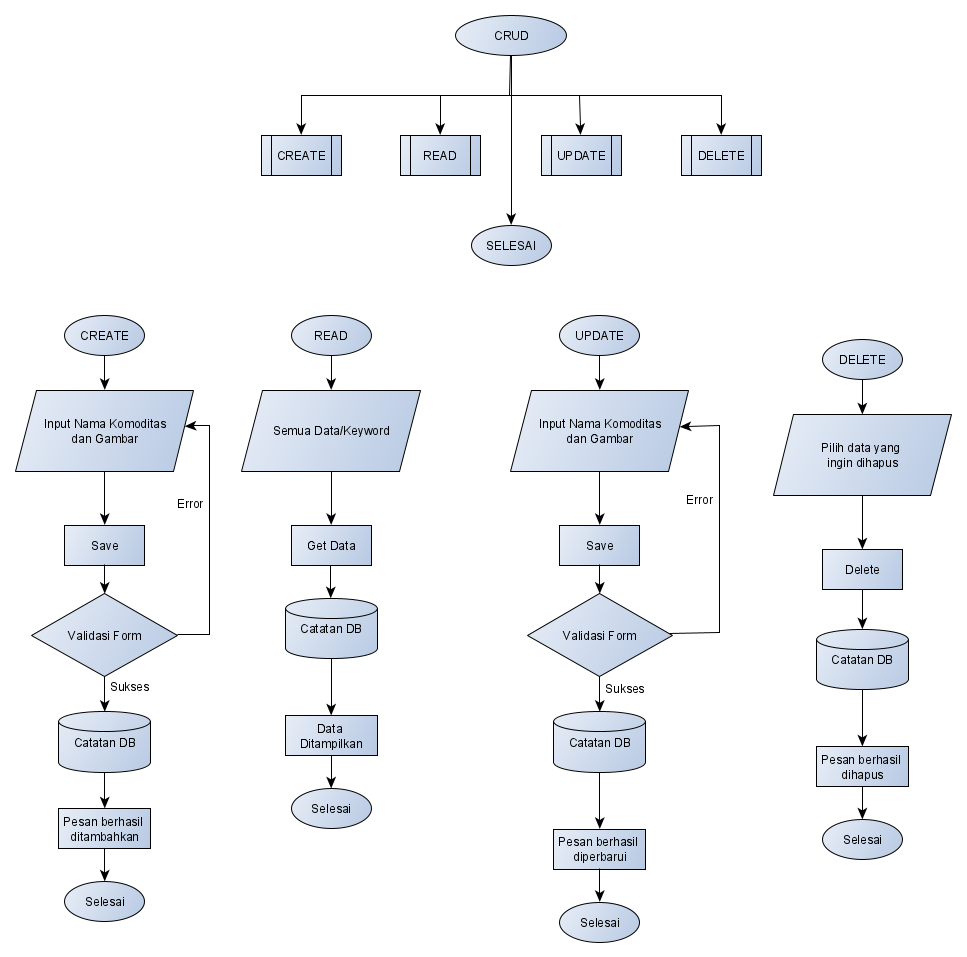 CRUD
CREATE
READ
UPDATE
DELETE
SELESAI
CREATE
Input Nama Komoditas
dan Gambar
Error
Save
Validasi Form
Sukses
Catatan DB
Pesan berhasil
ditambahkan
Selesai
READ
Semua Data/Keyword
Get Data
Catatan DB
Data
Ditampilkan
Selesai
UPDATE
Input Nama Komoditas
dan Gambar
Error
Save
Validasi Form
Sukses
Catatan DB
Pesan berhasil
diperbarui
Selesai
DELETE
Pilih data yang
ingin dihapus
Delete
Catatan DB
Pesan berhasil
dihapus
Selesai